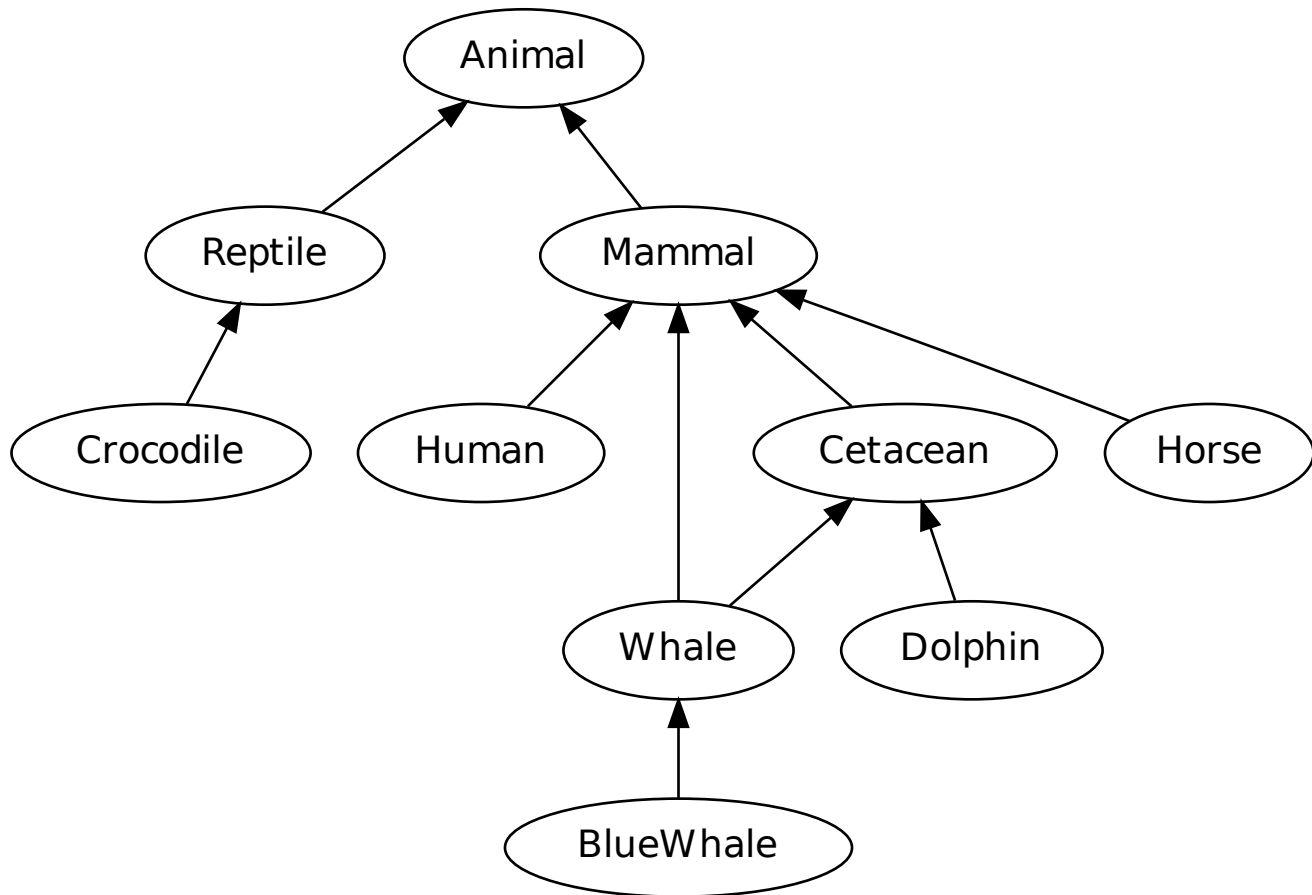 Animal
Reptile
Mammal
Crocodile
Human
Cetacean
Horse
Whale
Dolphin
BlueWhale